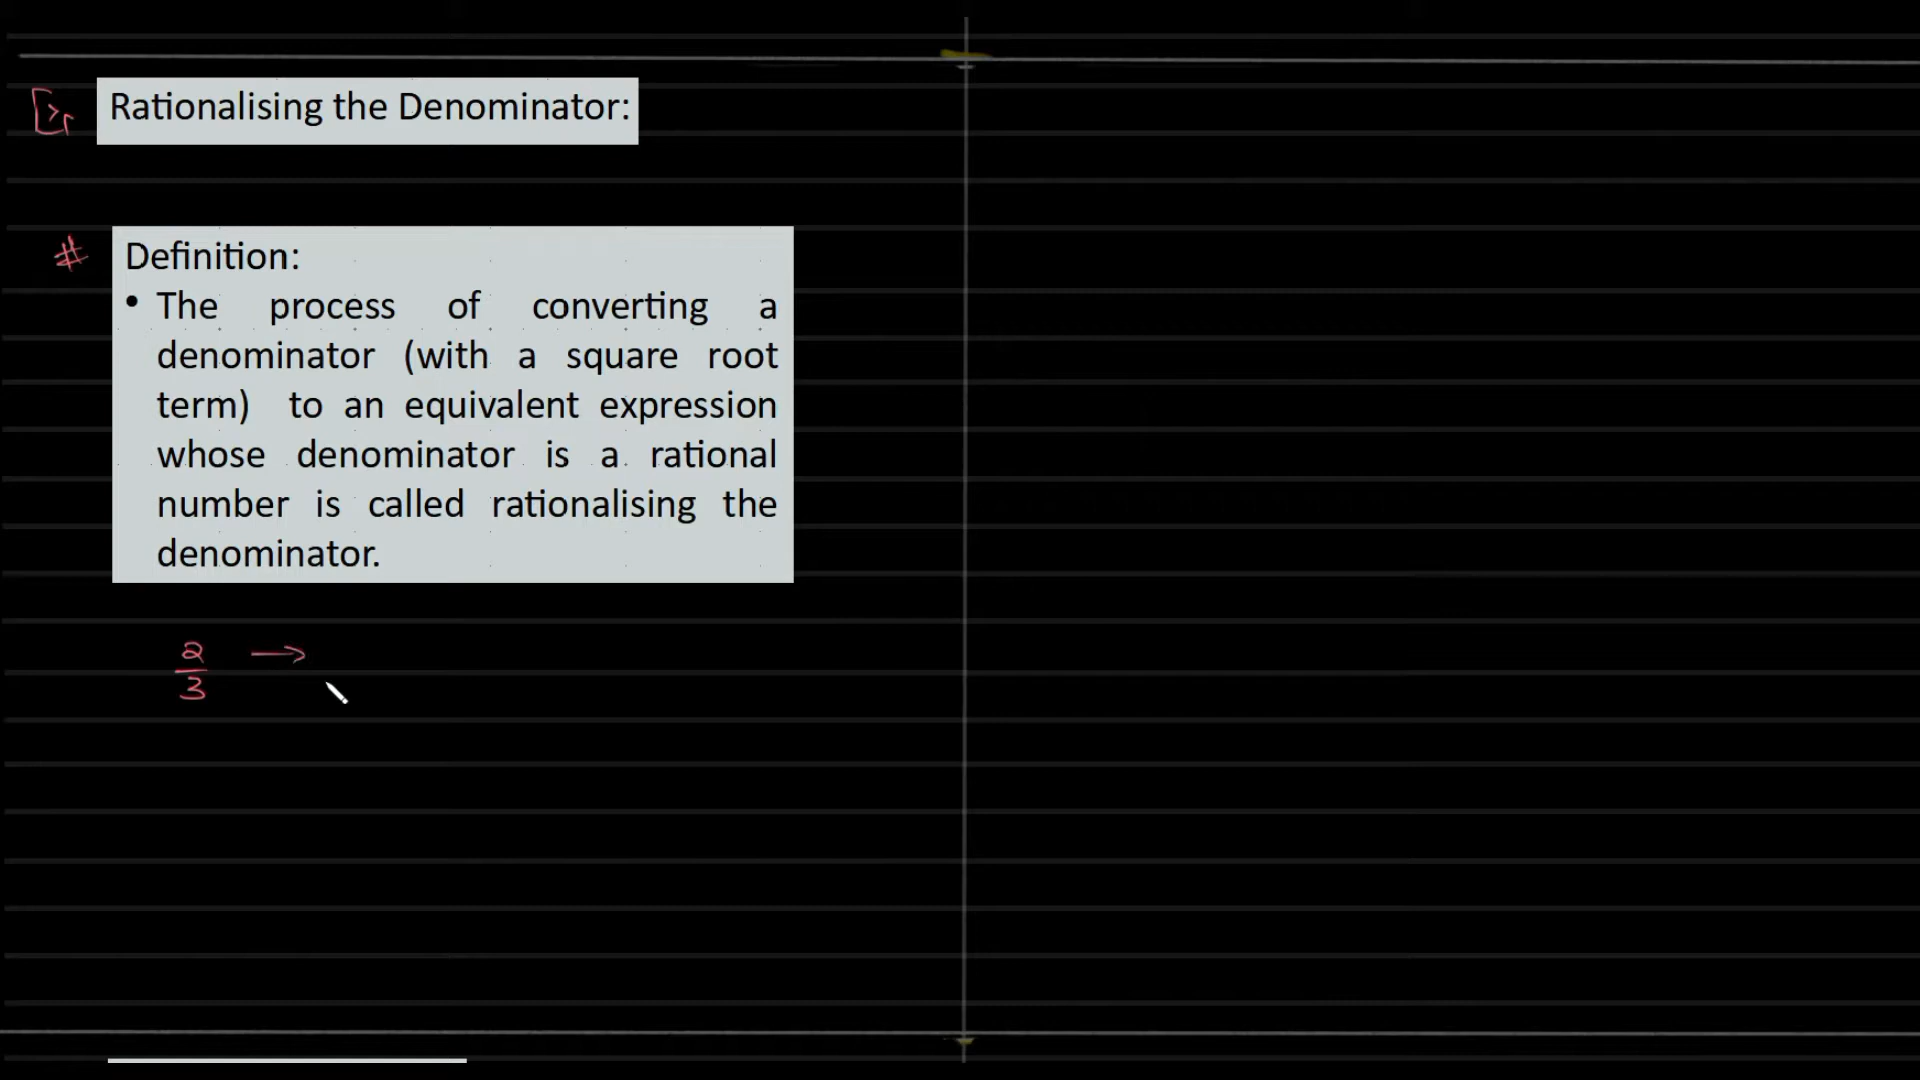 Rationalising the Denominator:
# Definition:
• The process of converting a
denominator (with a square root
term) to an equivalent expression
whose denominator is a rational
number is called rationalising the
denominator.
2 →
3